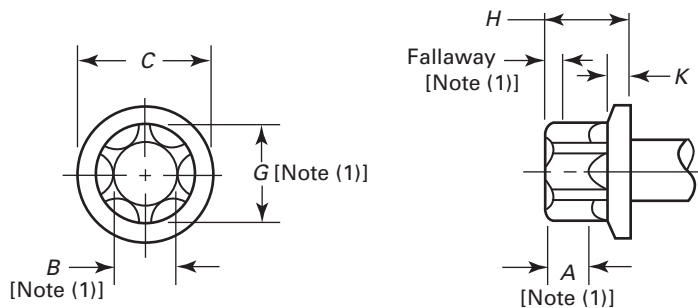 C
G [Note (1)]
B
[Note (1)]
H
Fallaway
[Note (1)]
K
A
[Note (1)]